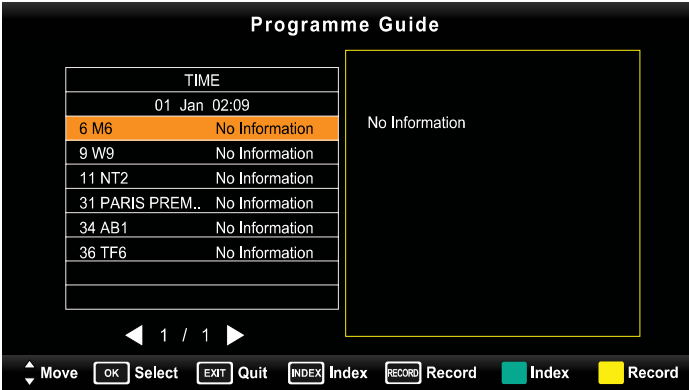 Programme Guide
TIME
01 Jan 02:09
6 M6 No Information
9 W9 No Information
11 NT2 No Information
31 PARIS PREM.. No Information
34 AB1 No Information
36 TF6 No Information
1 / 1
No Information
Move OK Select EXIT Quit INDEX Index RECORD Record Index Record